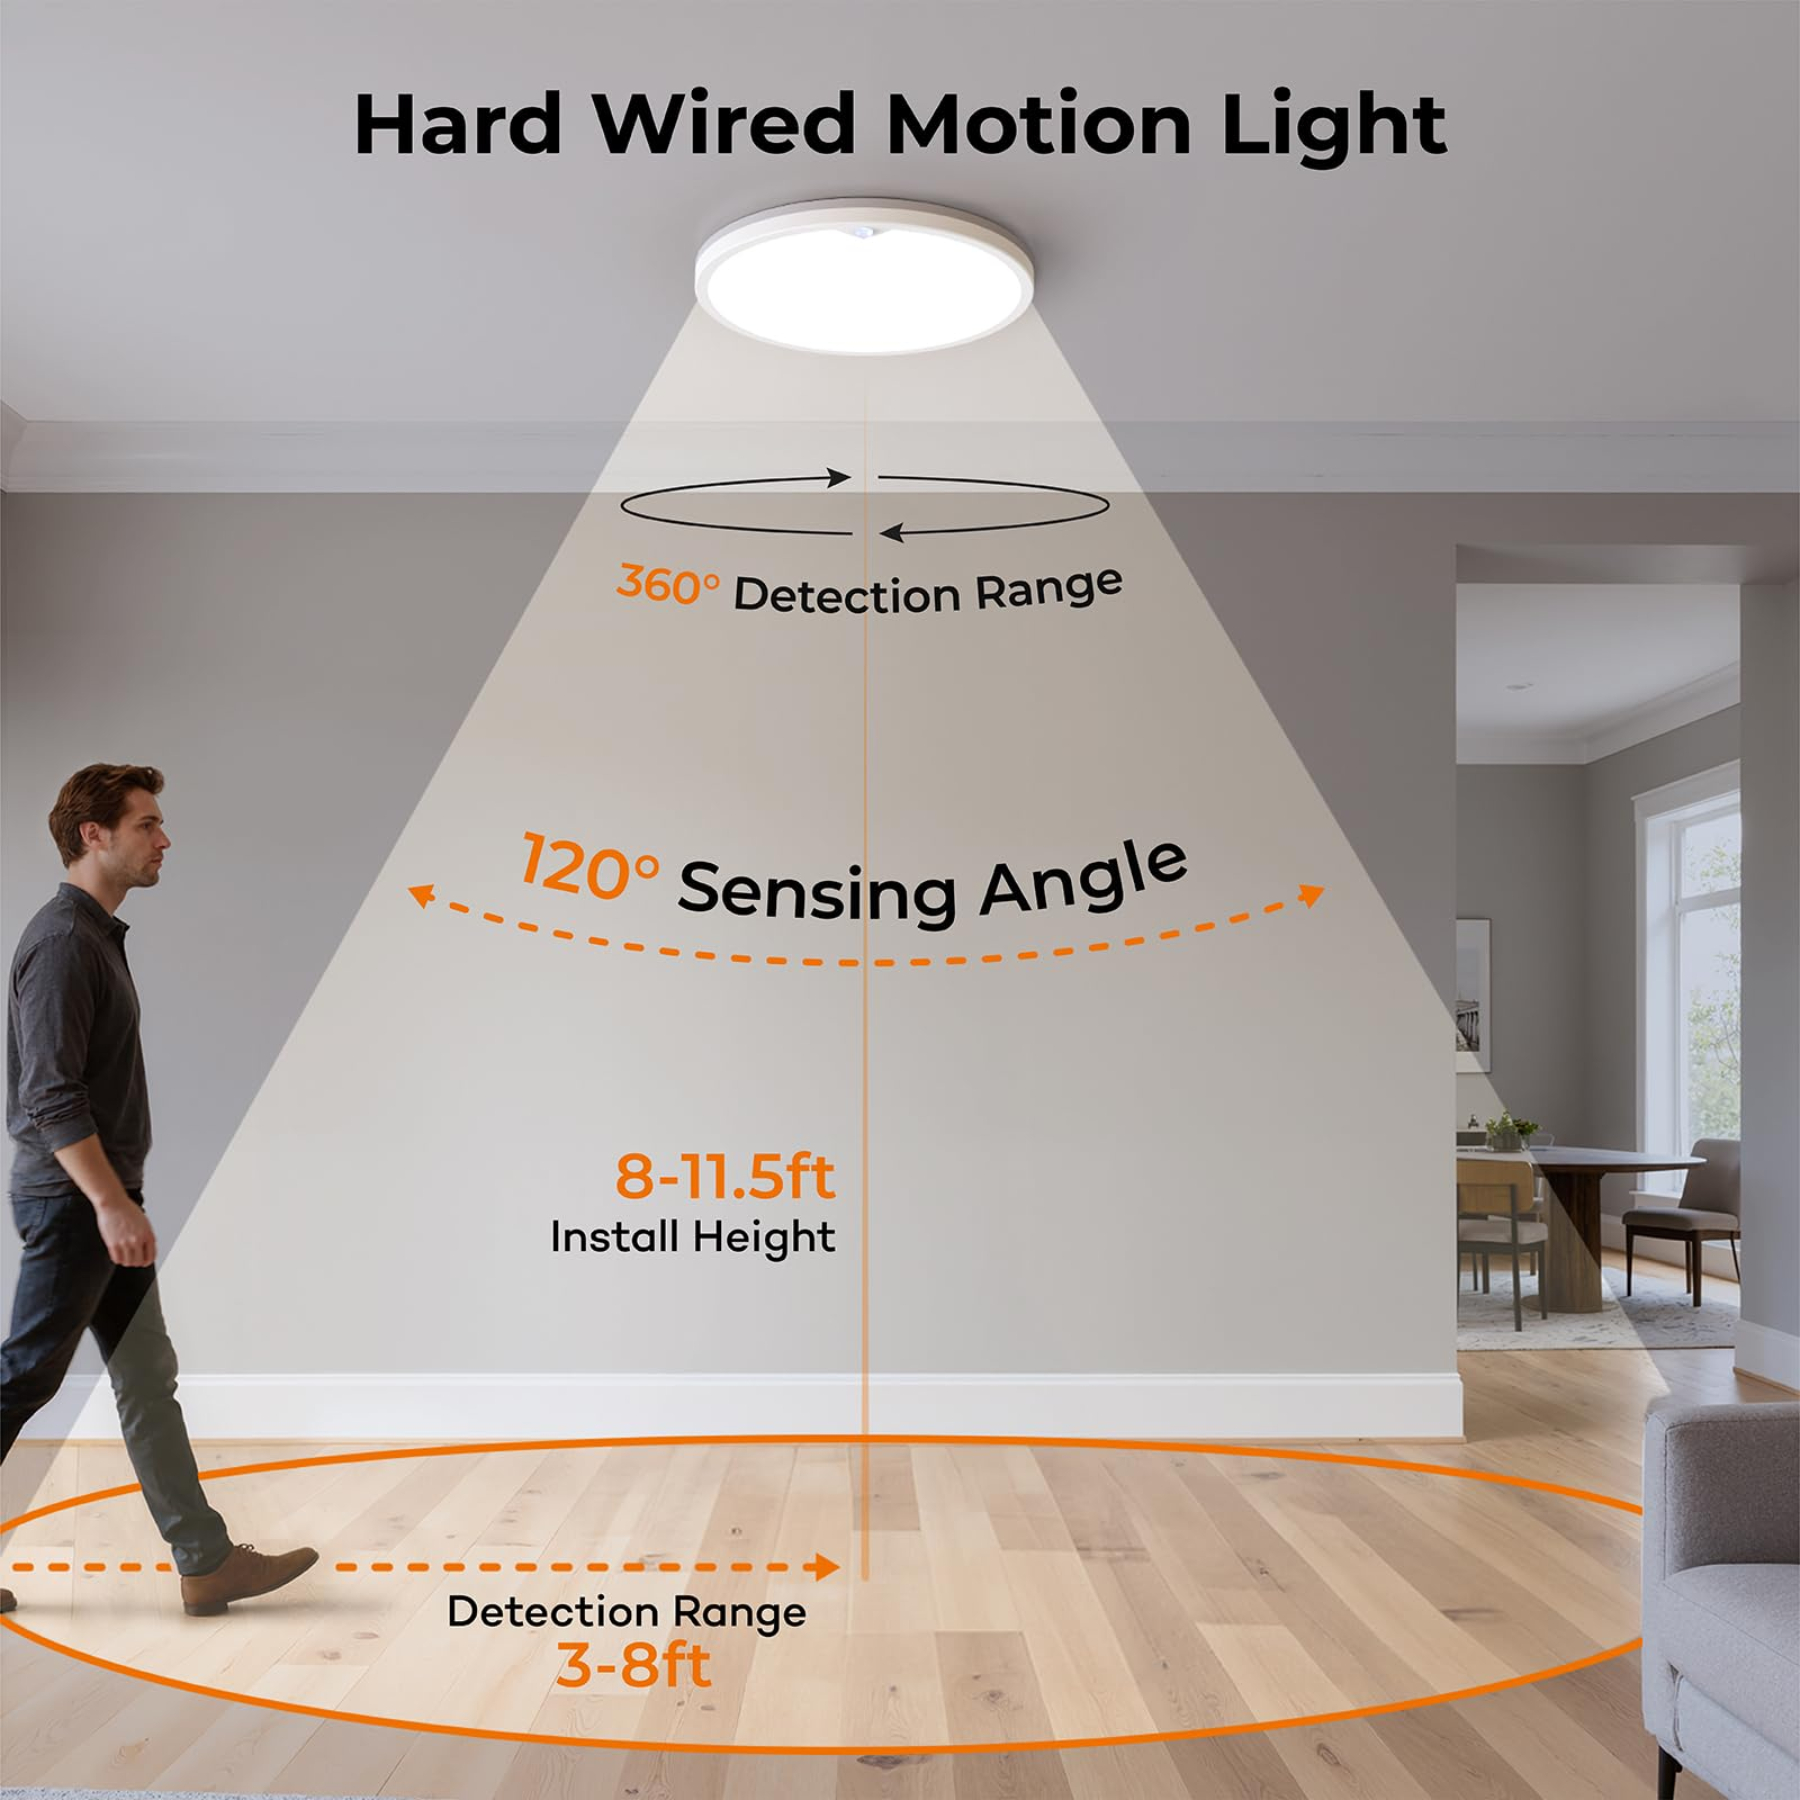 Hard Wired Motion Light
360° Detection Range
120° Sensing Angle
8-11.5ft
Install Height
Detection Range
3-8ft